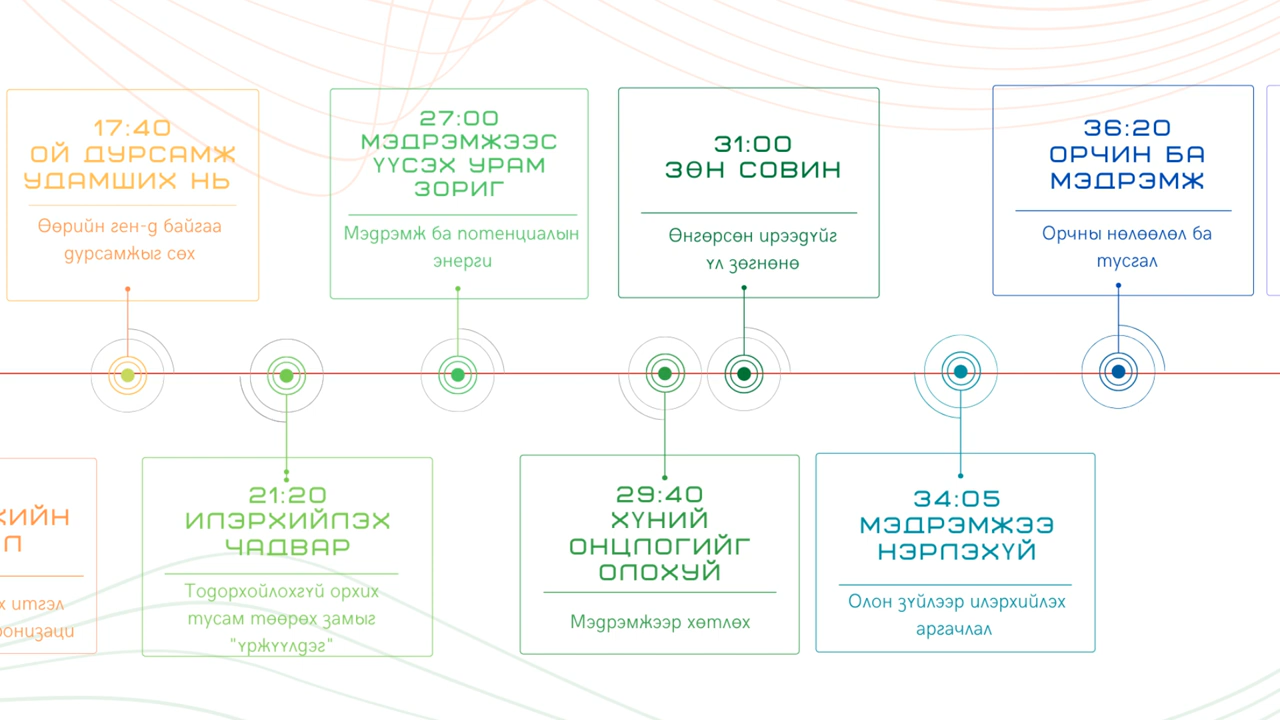 17:40
ОЙ ДУРСАМЖ
УДАМШИХ НЬ
Өөрийн ген-д байгаа
дурсамжыг сөх
27:00
МЭДРЭМЖЭЭС
ҮҮСЭХ УРАМ
ЗОРИГ
Мэдрэмж ба потенциалын
энерги
31:00
ЗӨН СОВИН
Өнгөрсөн ирээдүйг
үл зөгнөнө
36:20
ОРЧИН БА
МЭДРЭМЖ
Орчны нөлөөлөл ба
тусгал
итгэл
21:20
ИЛЭРХИЙЛЭХ
ЧАДВАР
Тодорхойлохгүй орхих
тусам төөрөх замыг
"үржүүлдэг"
29:40
ХҮНИЙ
ОНЦЛОГИЙГ
ОЛОХУЙ
Мэдрэмжээр хөтлөх
34:05
МЭДРЭМЖЭЭ
НЭРЛЭХҮЙ
Олон зүйлээр илэрхийлэх
аргачлал